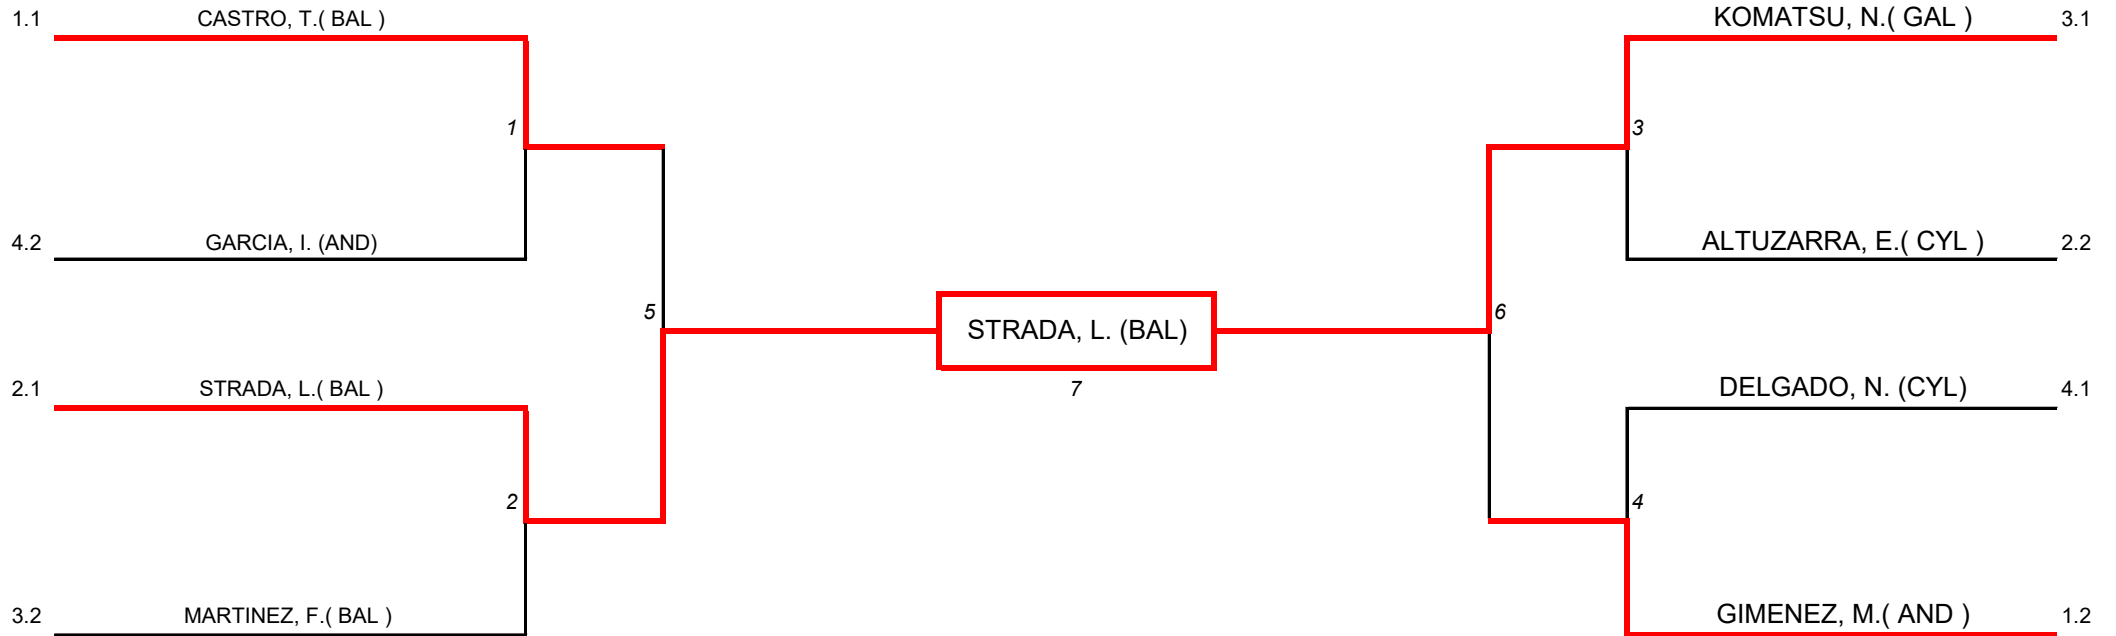 1.1 CASTRO, T.( BAL ) KOMATSU, N.( GAL ) 3.1
1 3
4.2 GARCIA, I. (AND) ALTUZARRA, E.( CYL ) 2.2
5 6
STRADA, L. (BAL)
2.1 STRADA, L.( BAL ) 7 DELGADO, N. (CYL) 4.1
2 4
3.2 MARTINEZ, F.( BAL ) GIMENEZ, M.( AND ) 1.2